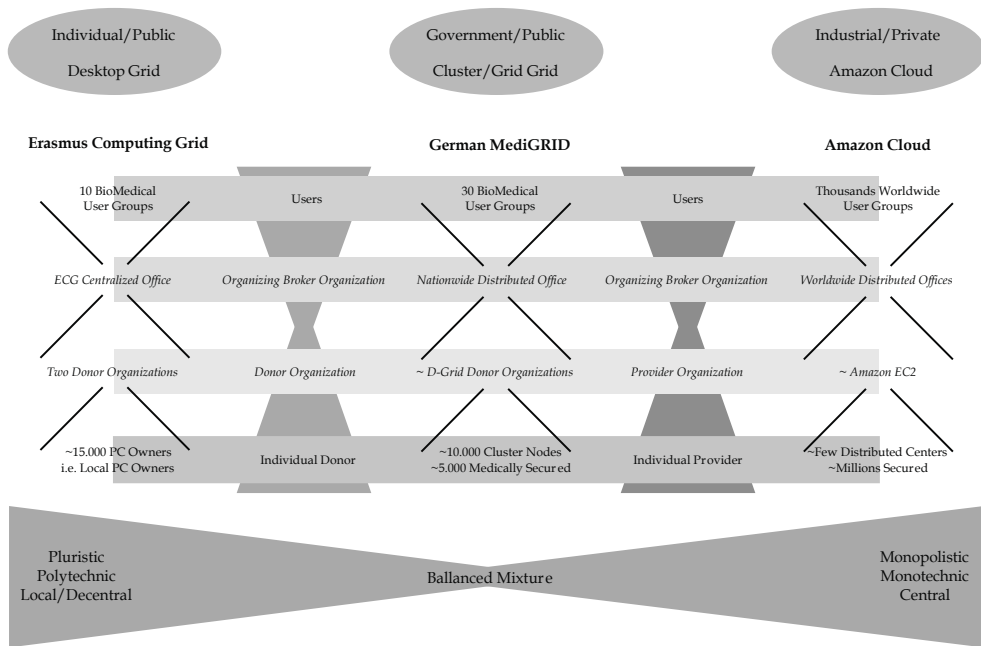 Individual/Public
Desktop Grid
Government/Public
Cluster/Grid Grid
Industrial/Private
Amazon Cloud
Erasmus Computing Grid
German MediGRID
Amazon Cloud
10 BioMedical
User Groups
Users
30 BioMedical
User Groups
Users
Thousands Worldwide
User Groups
ECG Centralized Office
Organizing Broker Organization
Nationwide Distributed Office
Organizing Broker Organization
Worldwide Distributed Offices
Two Donor Organizations
Donor Organization
~ D-Grid Donor Organizations
Provider Organization
~ Amazon EC2
~15.000 PC Owners
i.e. Local PC Owners
Individual Donor
~10.000 Cluster Nodes
~5.000 Medically Secured
Individual Provider
~Few Distributed Centers
~Millions Secured
Pluristic
Polytechnic
Local/Decentral
Ballanced Mixture
Monopolistic
Monotechnic
Central